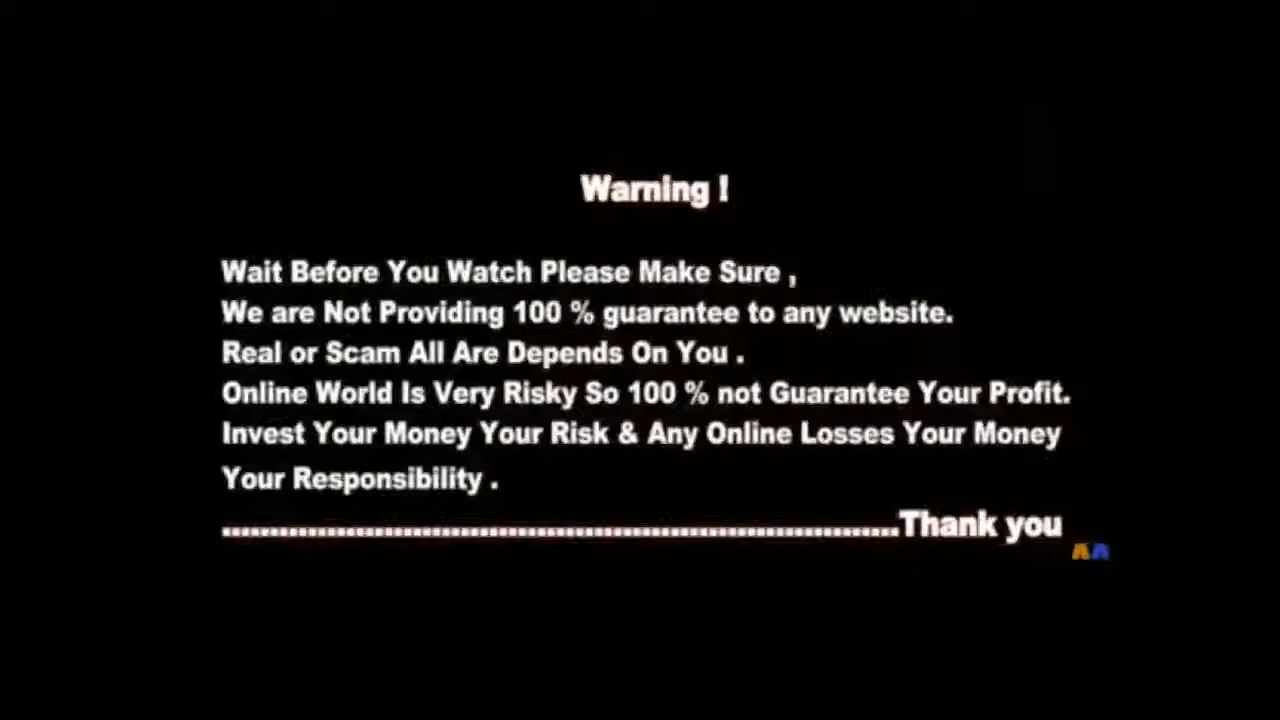 Warning !
Wait Before You Watch Please Make Sure ,
We are Not Providing 100 % guarantee to any website.
Real or Scam All Are Depends On You .
Online World Is Very Risky So 100 % not Guarantee Your Profit.
Invest Your Money Your Risk & Any Online Losses Your Money
Your Responsibility .
.....................................................................................Thank you
AA